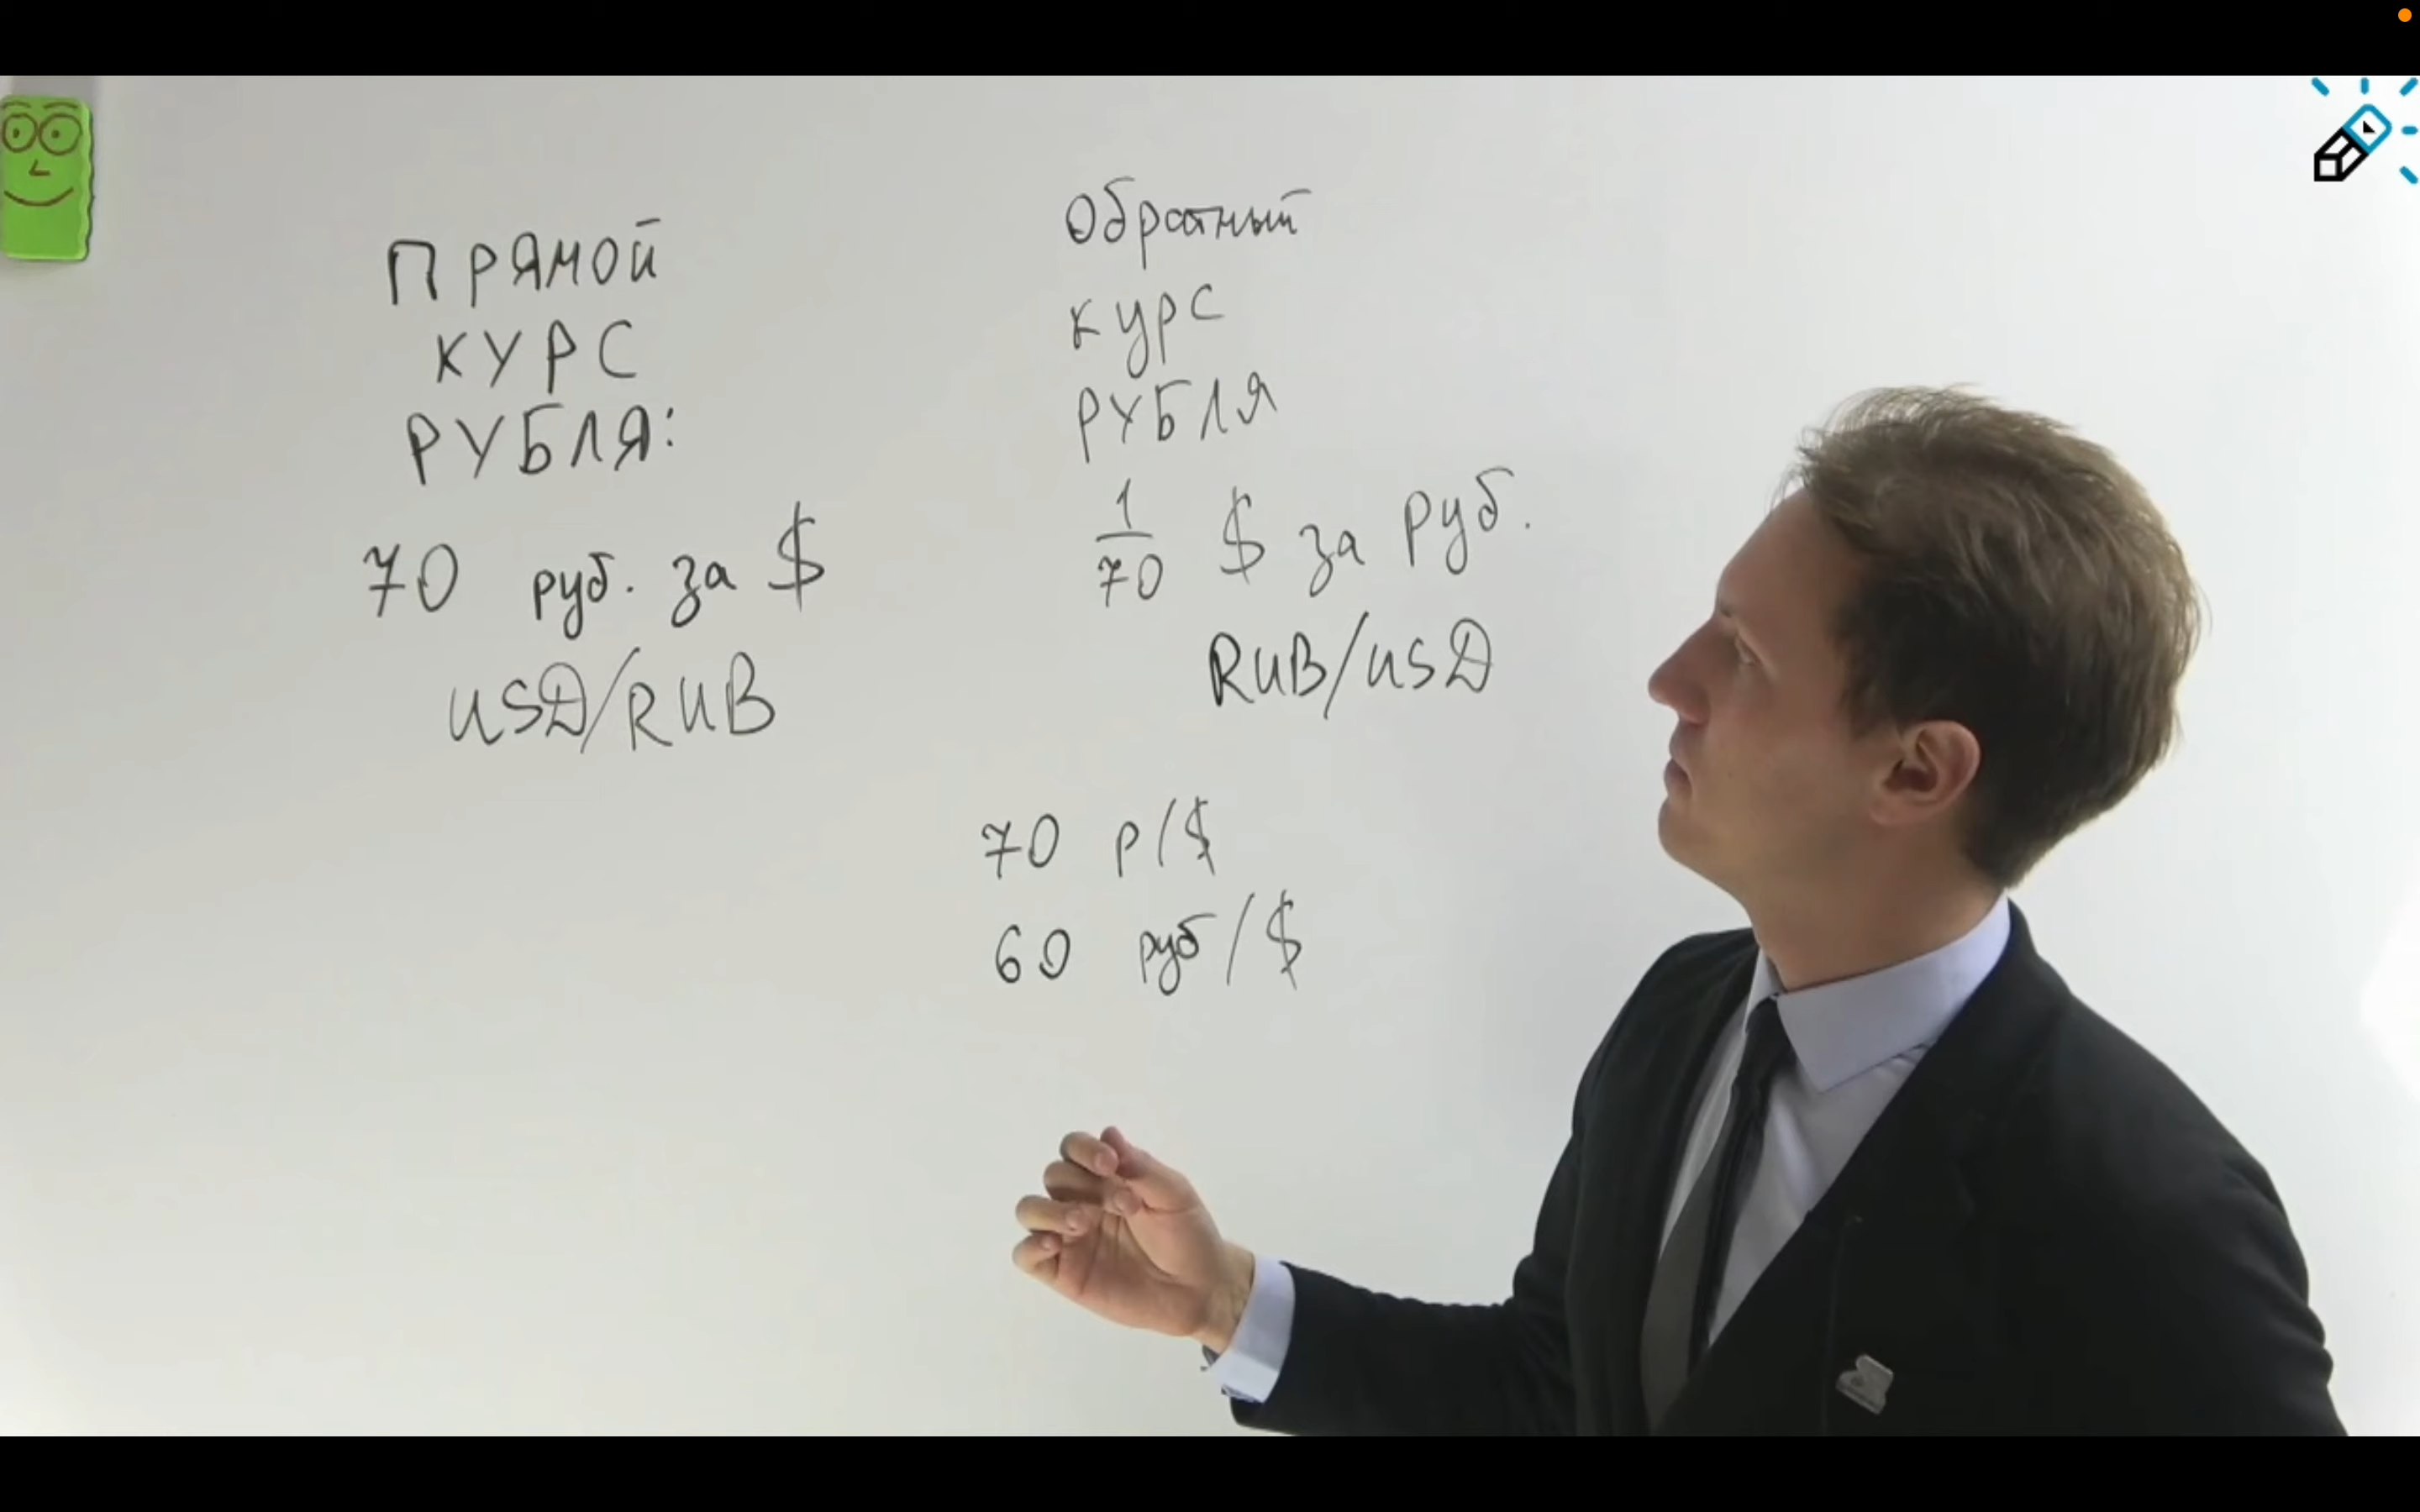 ПРЯМОЙ
КУРС
РУБЛЯ:
70 руб. за $
USD/RUB
Обратный
курс
РУБЛЯ
1/70 $ за руб.
RUB/USD
70 р/$
60 руб/$